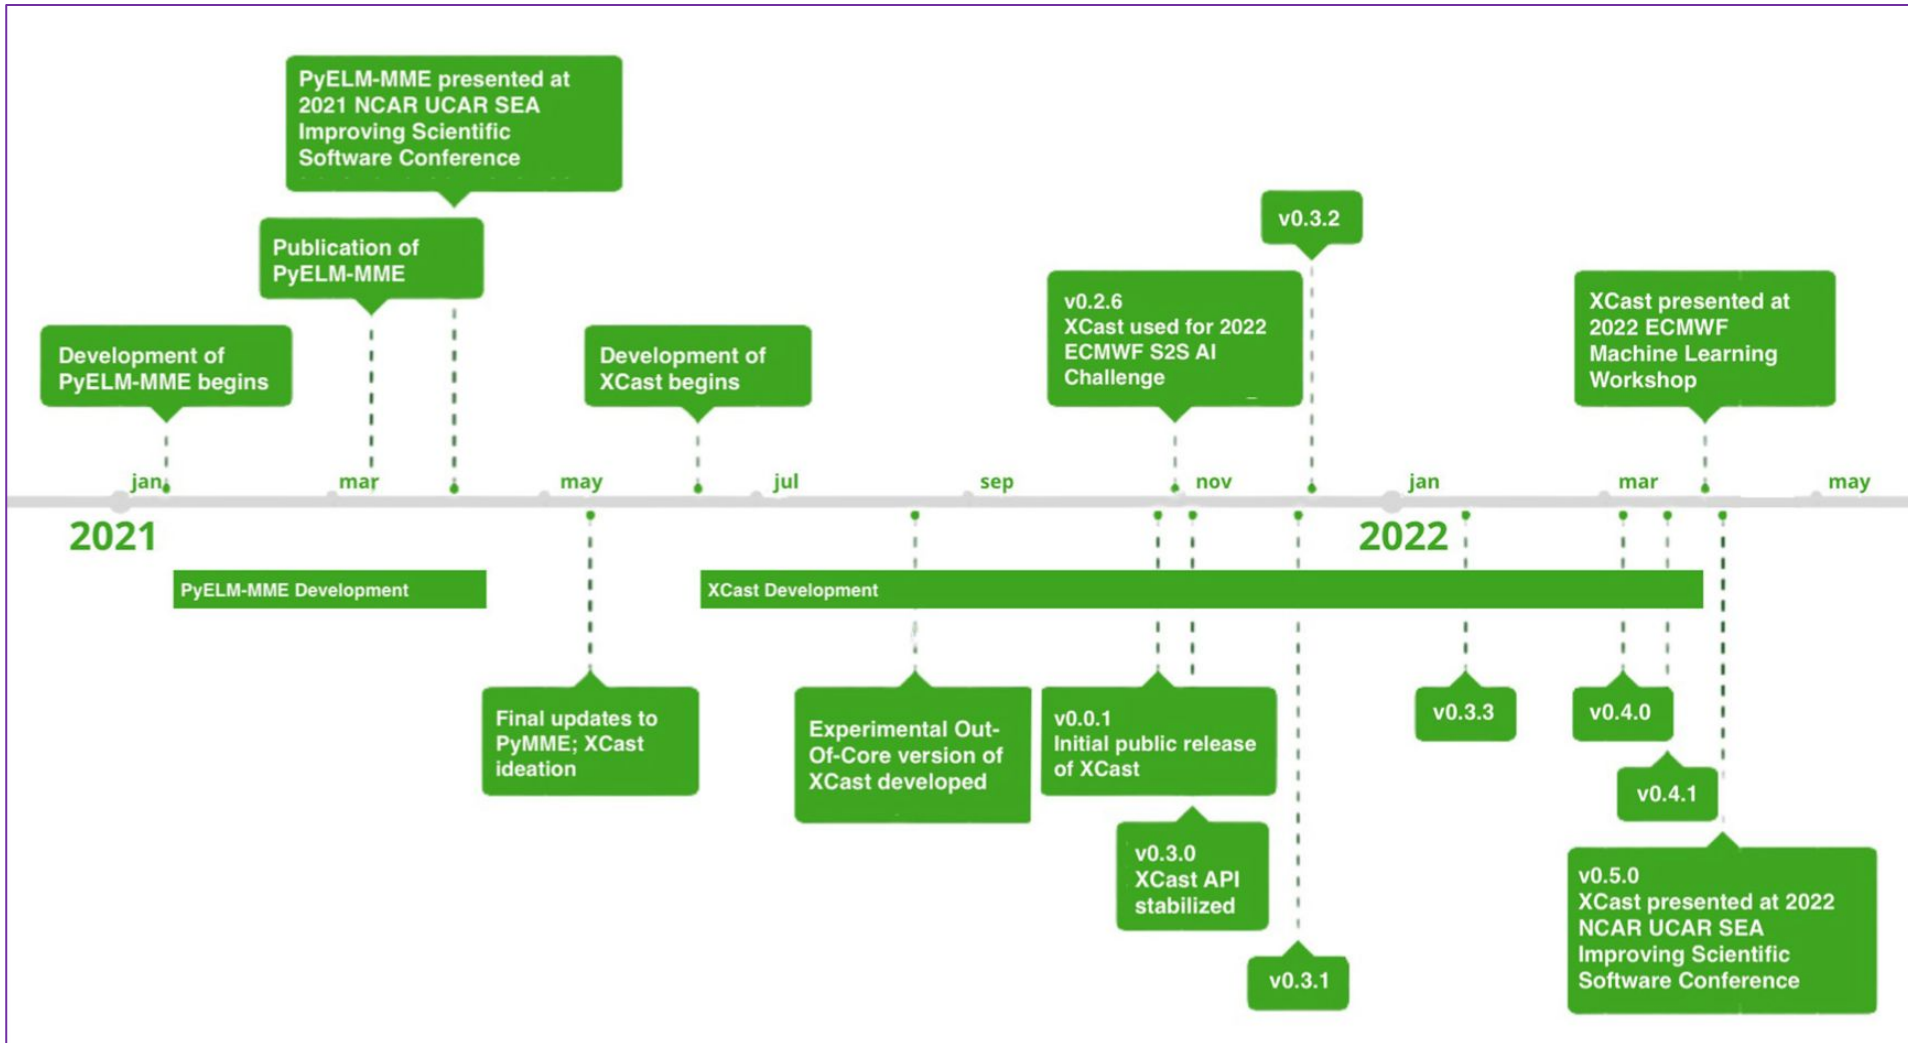 PyELM-MME presented at
2021 NCAR UCAR SEA
Improving Scientific
Software Conference
Publication of
PyELM-MME
Development of
PyELM-MME begins
Development of
XCast begins
v0.2.6
XCast used for 2022
ECMWF S2S AI
Challenge
v0.3.2
XCast presented at
2022 ECMWF
Machine Learning
Workshop
jan
mar
may
jul
sep
nov
jan
mar
may
2021
2022
PyELM-MME Development
XCast Development
Final updates to
PyMME; XCast
ideation
Experimental Out-
Of-Core version of
XCast developed
v0.0.1
Initial public release
of XCast
v0.3.0
XCast API
stabilized
v0.3.1
v0.3.3
v0.4.0
v0.4.1
v0.5.0
XCast presented at 2022
NCAR UCAR SEA
Improving Scientific
Software Conference